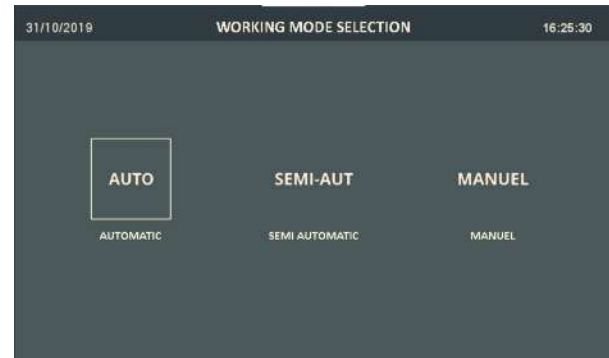 31/10/2019 WORKING MODE SELECTION 16:25:30
AUTO SEMI-AUT MANUEL
AUTOMATIC SEMI AUTOMATIC MANUEL